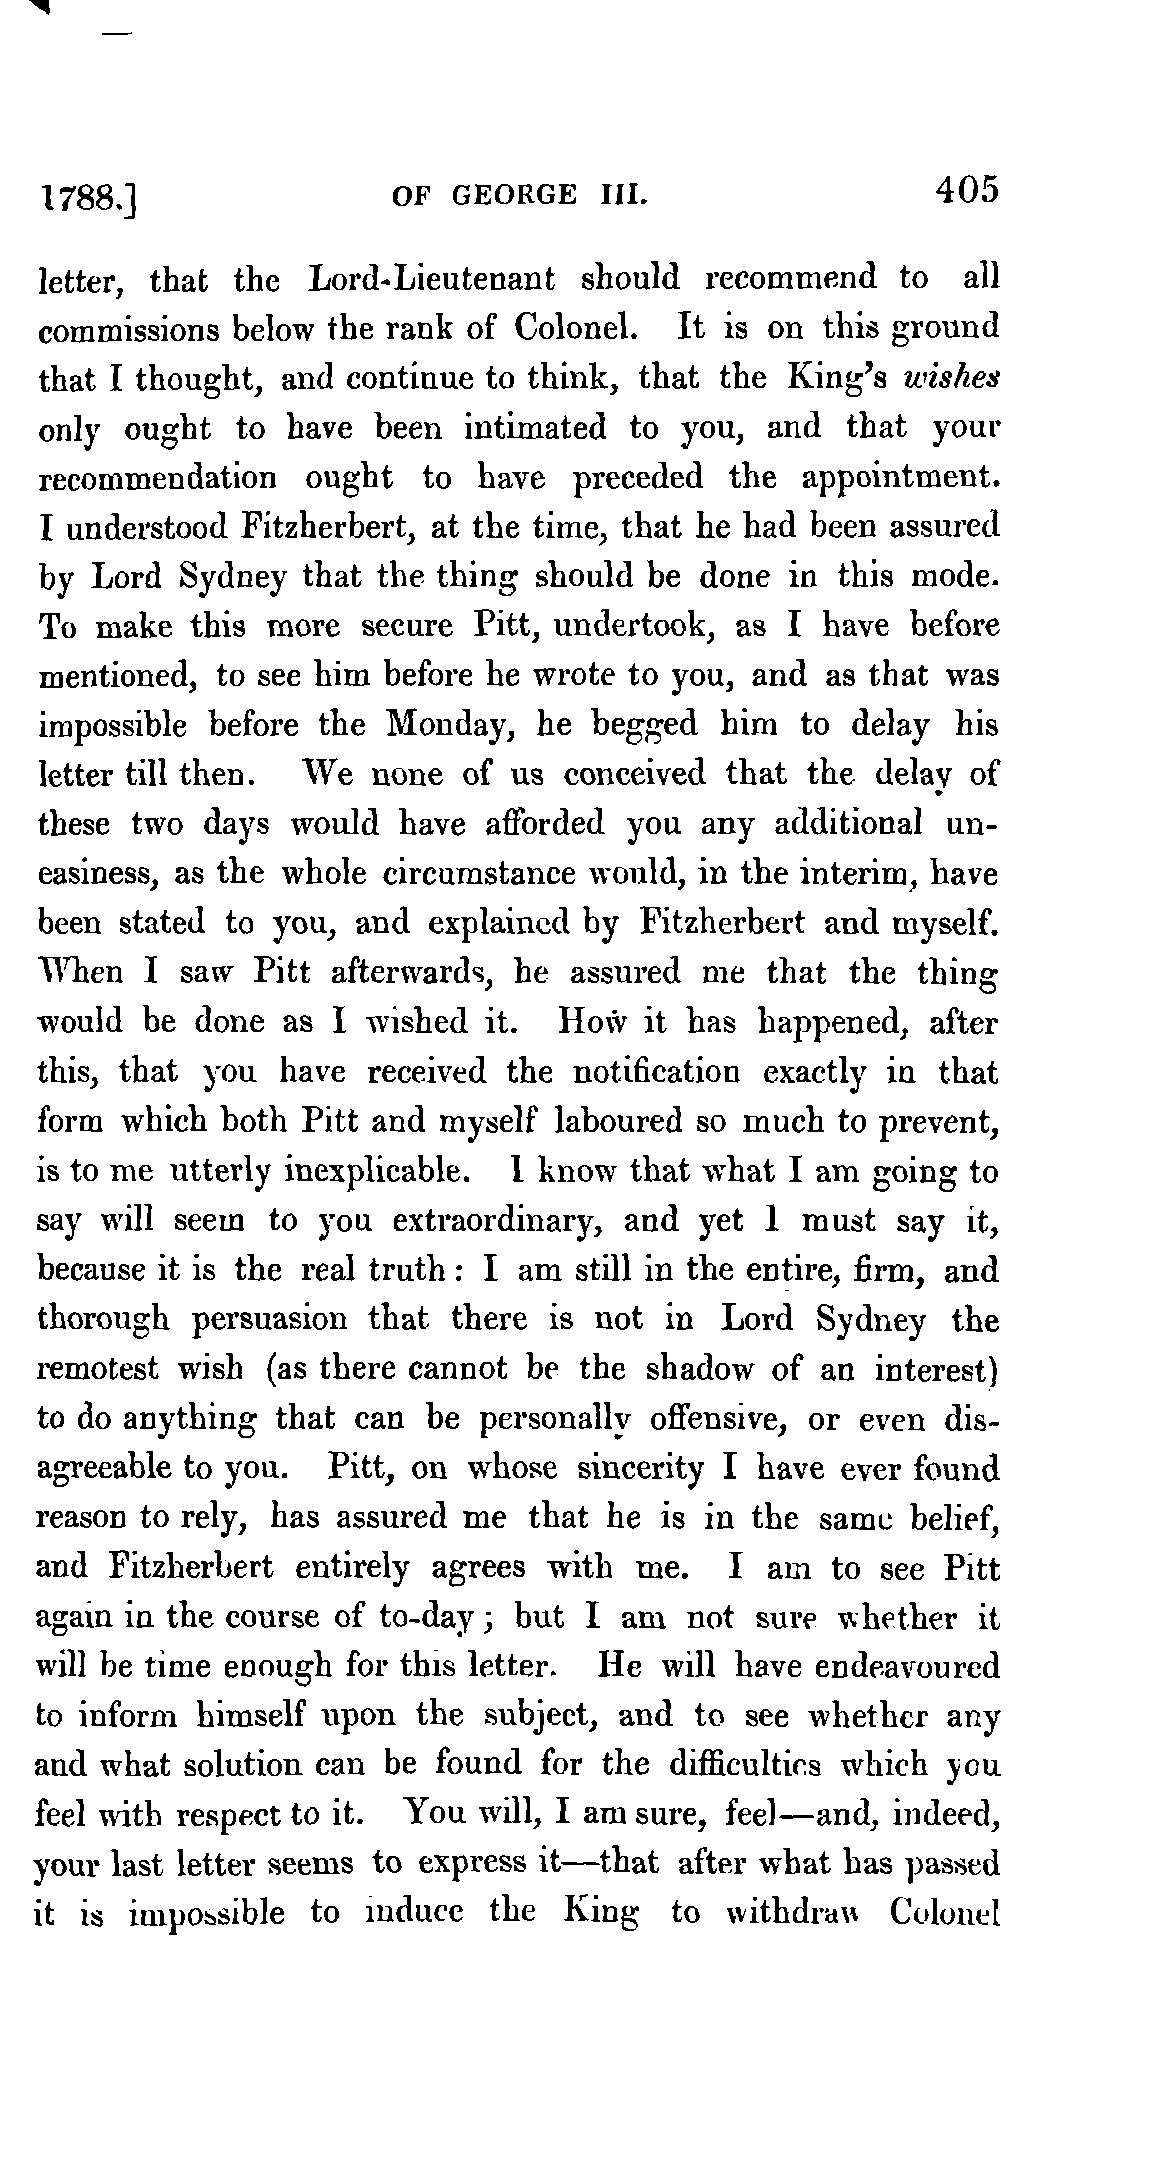 1788.] OF GEORGE III. 405
letter, that the Lord-Lieutenant should recommend to all
commissions below the rank of Colonel. It is on this ground
that I thought, and continue to think, that the King's wishes
only ought to have been intimated to you, and that your
recommendation ought to have preceded the appointment.
I understood Fitzherbert, at the time, that he had been assured
by Lord Sydney that the thing should be done in this mode.
To make this more secure Pitt, undertook, as I have before
mentioned, to see him before he wrote to you, and as that was
impossible before the Monday, he begged him to delay his
letter till then. We none of us conceived that the delay of
these two days would have afforded you any additional un-
easiness, as the whole circumstance would, in the interim, have
been stated to you, and explained by Fitzherbert and myself.
When I saw Pitt afterwards, he assured me that the thing
would be done as I wished it. How it has happened, after
this, that you have received the notification exactly in that
form which both Pitt and myself laboured so much to prevent,
is to me utterly inexplicable. I know that what I am going to
say will seem to you extraordinary, and yet I must say it,
because it is the real truth: I am still in the entire, firm, and
thorough persuasion that there is not in Lord Sydney the
remotest wish (as there cannot be the shadow of an interest)
to do anything that can be personally offensive, or even dis-
agreeable to you. Pitt, on whose sincerity I have ever found
reason to rely, has assured me that he is in the same belief,
and Fitzherbert entirely agrees with me. I am to see Pitt
again in the course of to-day; but I am not sure whether it
will be time enough for this letter. He will have endeavoured
to inform himself upon the subject, and to see whether any
and what solution can be found for the difficulties which you
feel with respect to it. You will, I am sure, feel—and, indeed,
your last letter seems to express it—that after what has passed
it is impossible to induce the King to withdraw Colonel